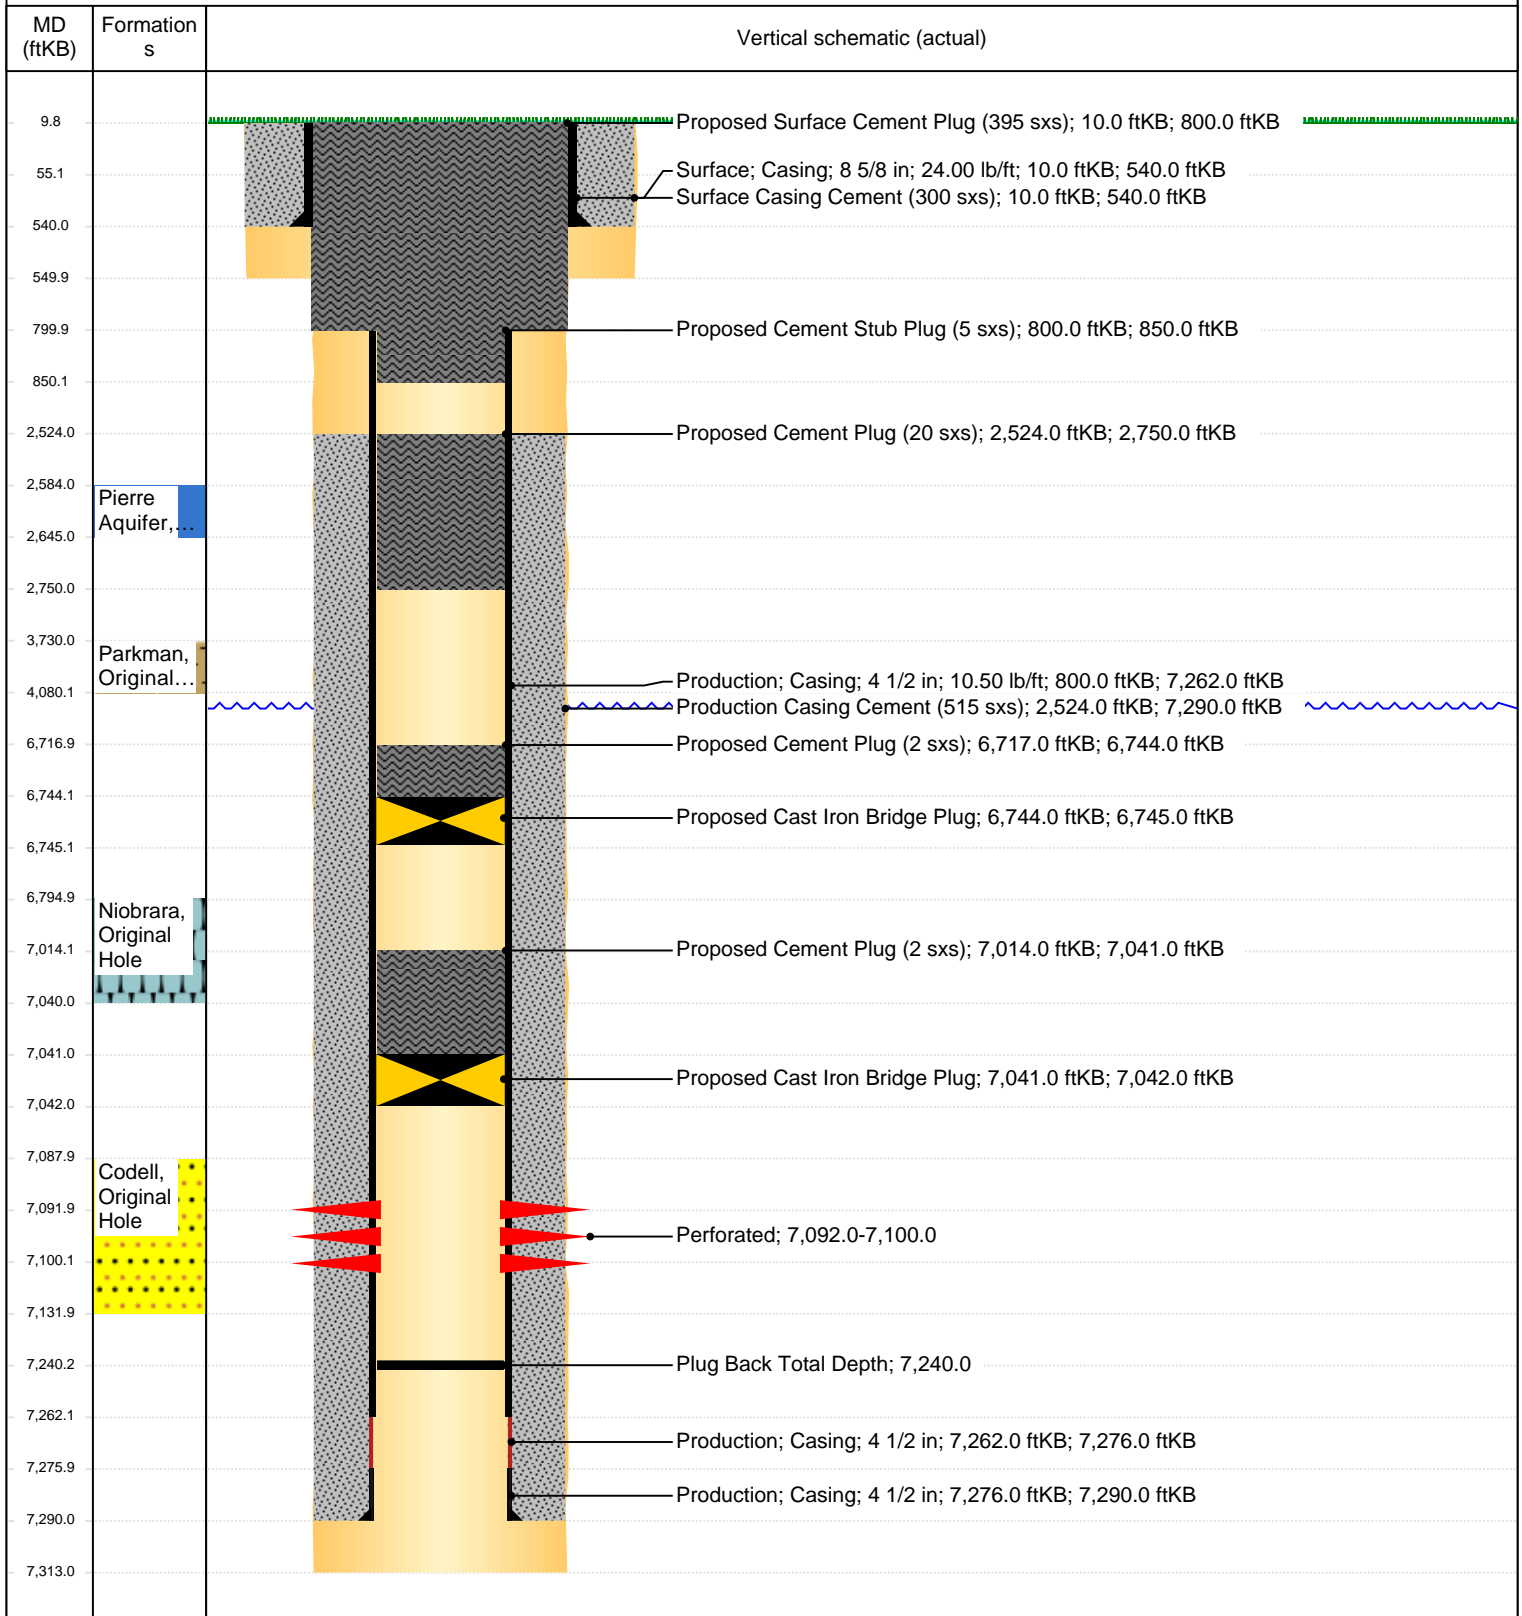 MD
(ftKB)
Formation
s
Vertical schematic (actual)
9.8
Proposed Surface Cement Plug (395 sxs); 10.0 ftKB; 800.0 ftKB
55.1
Surface; Casing; 8 5/8 in; 24.00 lb/ft; 10.0 ftKB; 540.0 ftKB
Surface Casing Cement (300 sxs); 10.0 ftKB; 540.0 ftKB
540.0
549.9
799.9
Proposed Cement Stub Plug (5 sxs); 800.0 ftKB; 850.0 ftKB
850.1
2,524.0
Proposed Cement Plug (20 sxs); 2,524.0 ftKB; 2,750.0 ftKB
2,584.0
Pierre
Aquifer,...
2,645.0
2,750.0
3,730.0
Parkman,
Original...
4,080.1
Production; Casing; 4 1/2 in; 10.50 lb/ft; 800.0 ftKB; 7,262.0 ftKB
Production Casing Cement (515 sxs); 2,524.0 ftKB; 7,290.0 ftKB
6,716.9
Proposed Cement Plug (2 sxs); 6,717.0 ftKB; 6,744.0 ftKB
6,744.1
Proposed Cast Iron Bridge Plug; 6,744.0 ftKB; 6,745.0 ftKB
6,745.1
6,794.9
Niobrara,
Original
Hole
7,014.1
Proposed Cement Plug (2 sxs); 7,014.0 ftKB; 7,041.0 ftKB
7,040.0
7,041.0
Proposed Cast Iron Bridge Plug; 7,041.0 ftKB; 7,042.0 ftKB
7,042.0
7,087.9
Codell,
Original
Hole
7,091.9
Perforated; 7,092.0-7,100.0
7,100.1
7,131.9
7,240.2
Plug Back Total Depth; 7,240.0
7,262.1
Production; Casing; 4 1/2 in; 7,262.0 ftKB; 7,276.0 ftKB
7,275.9
Production; Casing; 4 1/2 in; 7,276.0 ftKB; 7,290.0 ftKB
7,290.0
7,313.0